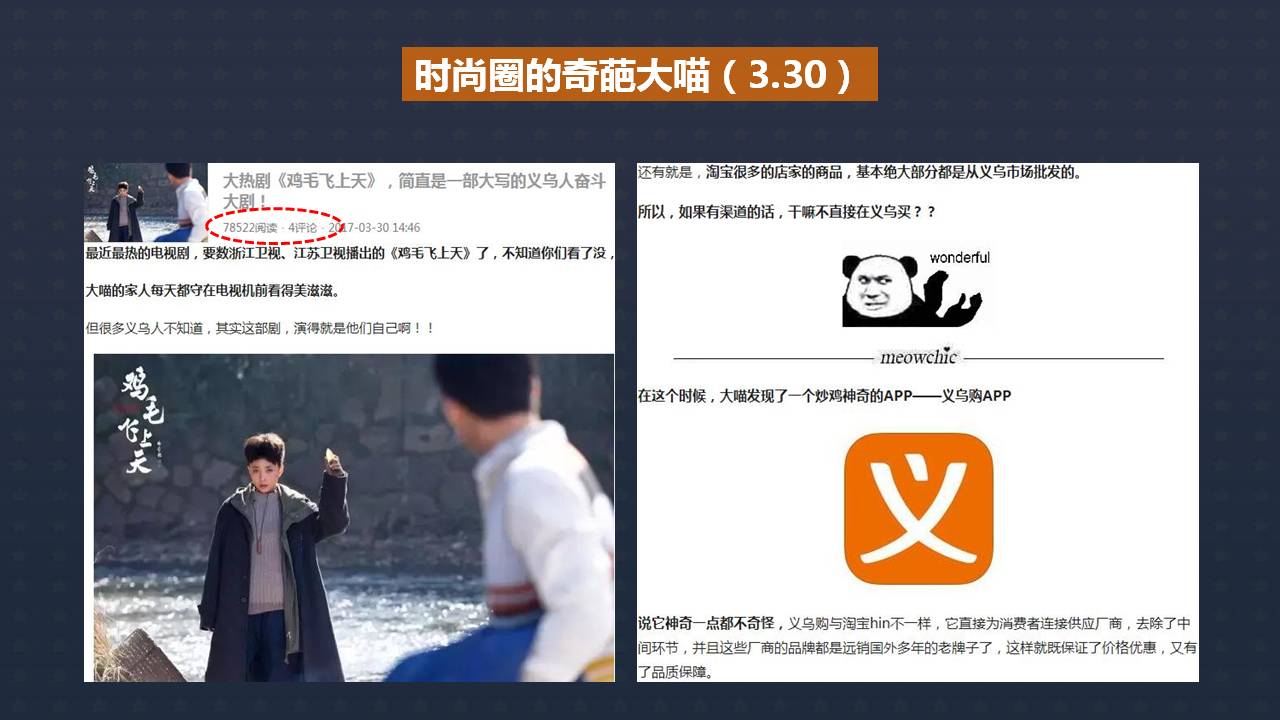 时尚圈的奇葩大喵（3.30）
大热剧《鸡毛飞上天》，简直是一部大写的义乌人奋斗
大剧！
78522阅读 · 4评论 · 2017-03-30 14:46
最近最热的电视剧，要数浙江卫视、江苏卫视播出的《鸡毛飞上天》了，不知道你们看了没，
大喵的家人每天都守在电视机前看得美滋滋。
但很多义乌人不知道，其实这部剧，演得就是他们自己啊！！
鸡毛飞上天
还有就是，淘宝很多的店家的商品，基本绝大部分都是从义乌市场批发的。
所以，如果有渠道的话，干嘛不直接在义乌买？？
wonderful
meowchic
在这个时候，大喵发现了一个炒鸡神奇的APP——义乌购APP
义
说它神奇一点都不奇怪，义乌购与淘宝hin不一样，它直接为消费者连接供应厂商，去除了中
间环节，并且这些厂商的品牌都是远销国外多年的老牌子了，这样就既保证了价格优惠，又有
了品质保障。